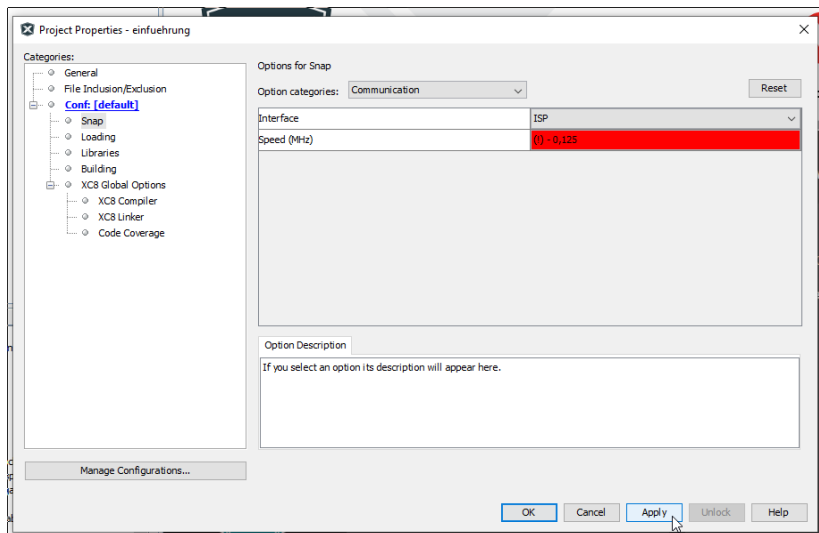 Project Properties - einfuehrung
Categories:
General
File Inclusion/Exclusion
Conf: [default]
Snap
Loading
Libraries
Building
XC8 Global Options
XC8 Compiler
XC8 Linker
Code Coverage
Manage Configurations...
Options for Snap
Option categories: Communication Reset
Interface ISP
Speed (MHz) (!) - 0,125
Option Description
If you select an option its description will appear here.
OK Cancel Apply Unlock Help